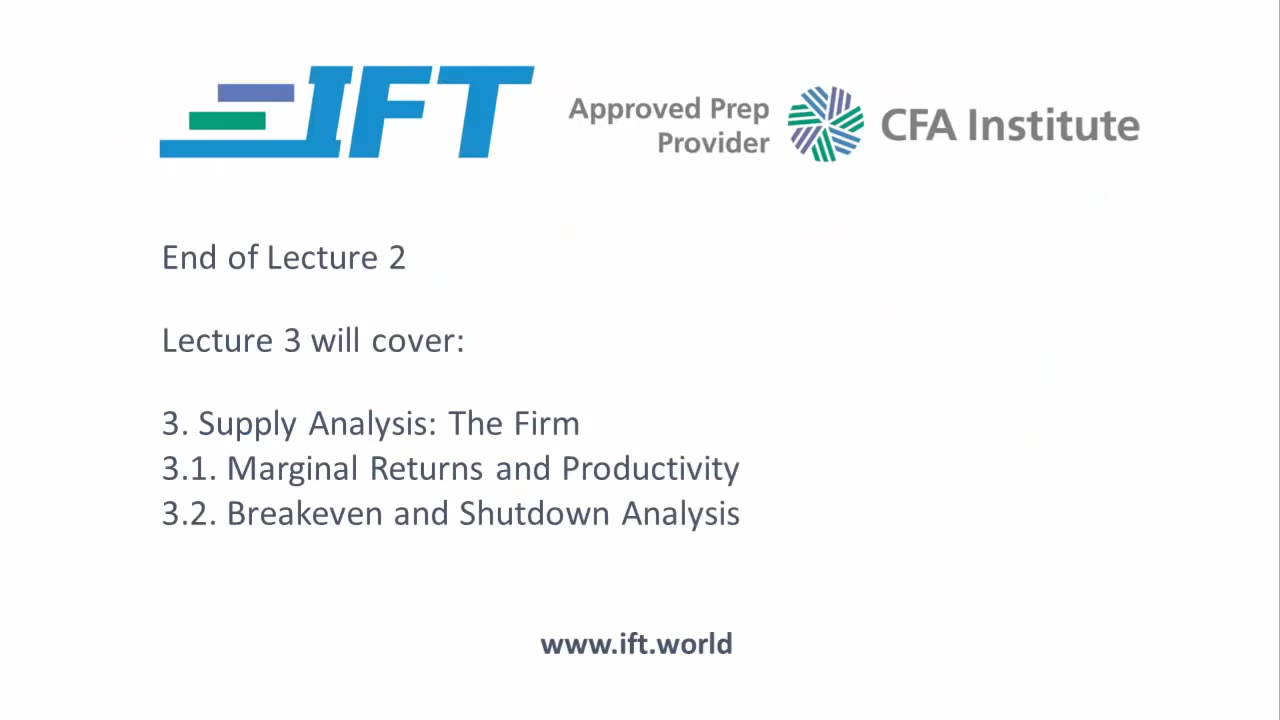 IFT
Approved Prep
Provider
CFA Institute
End of Lecture 2
Lecture 3 will cover:
3. Supply Analysis: The Firm
3.1. Marginal Returns and Productivity
3.2. Breakeven and Shutdown Analysis
www.ift.world